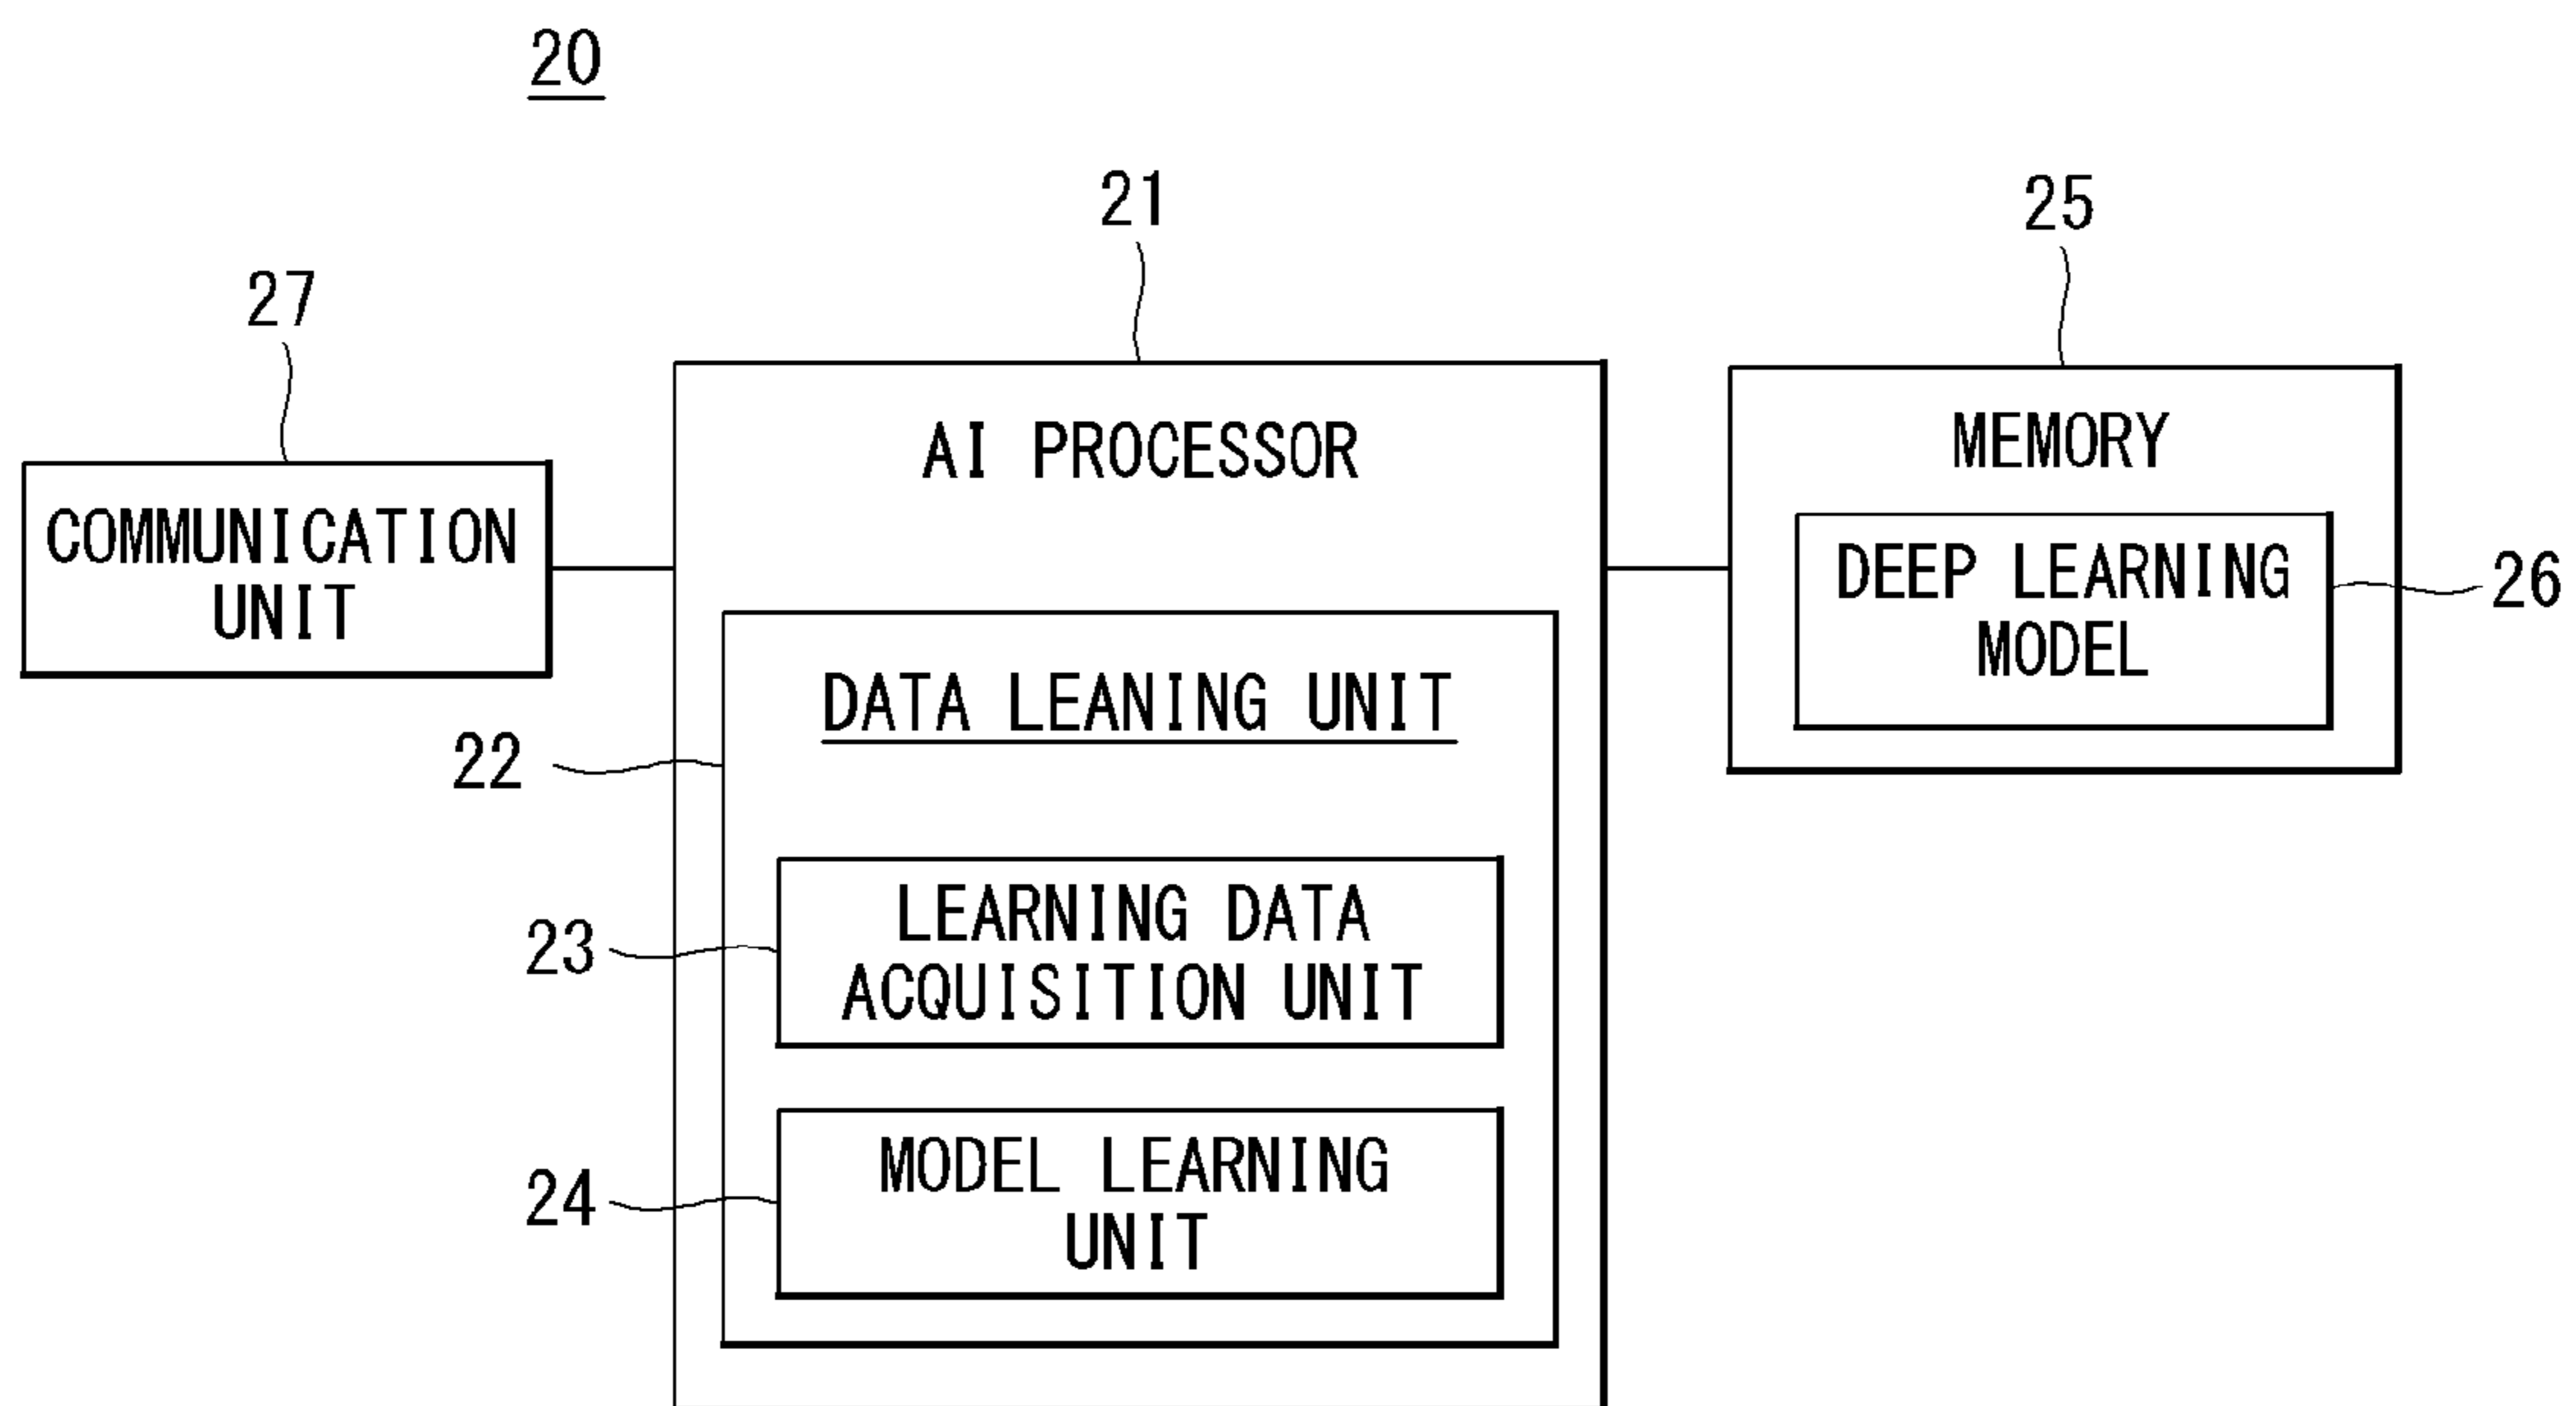 20
21
25
27
AI PROCESSOR
MEMORY
COMMUNICATION
UNIT
DEEP LEARNING
MODEL
26
DATA LEANING UNIT
22
LEARNING DATA
ACQUISITION UNIT
23
MODEL LEARNING
UNIT
24